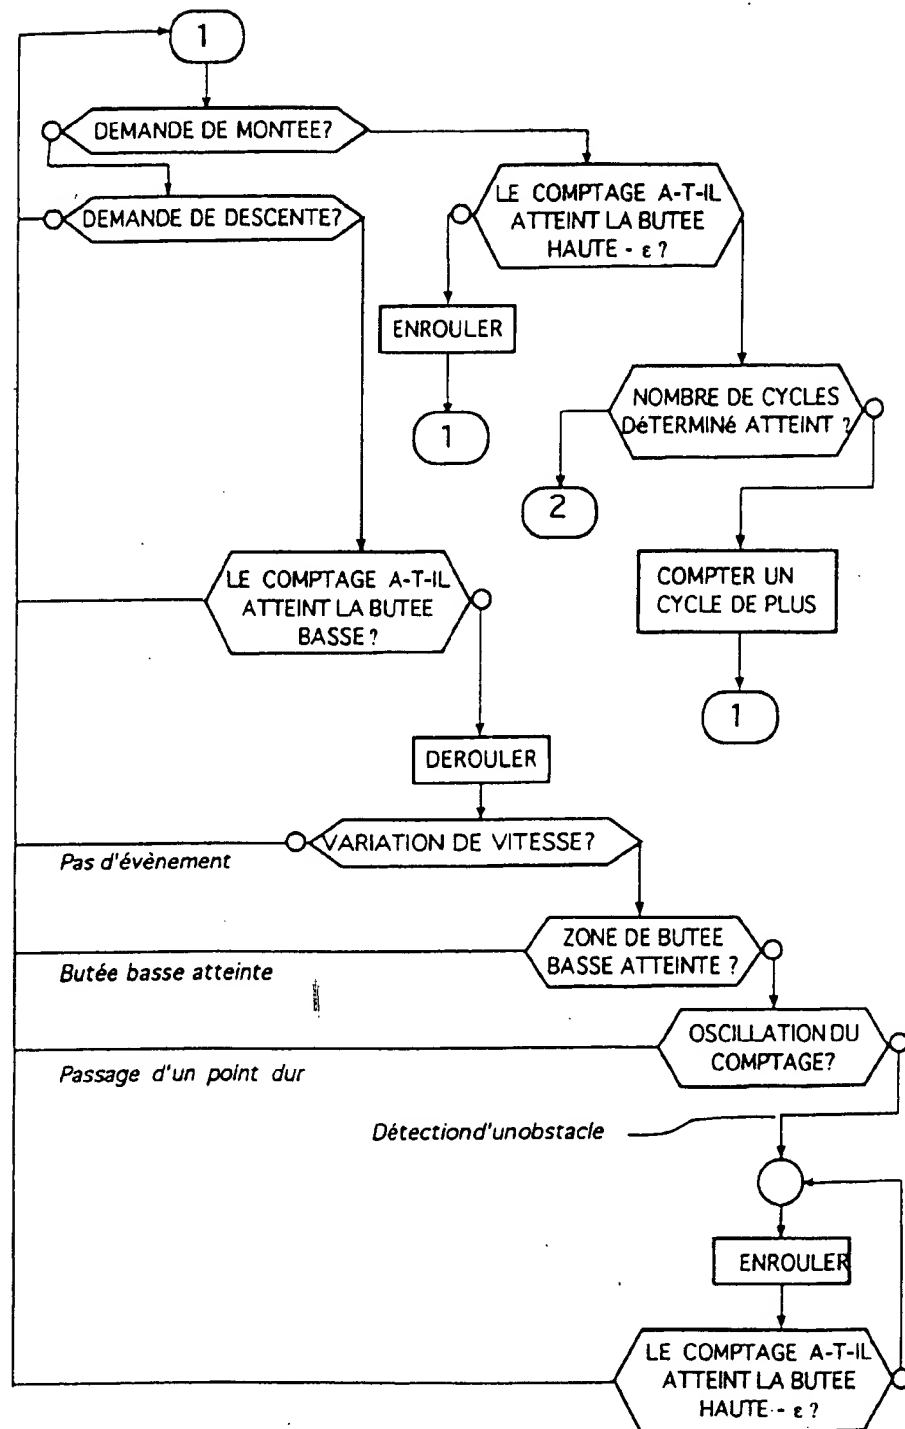 1
DEMANDE DE MONTEE?
LE COMPTAGE A-T-IL
ATTEINT LA BUTEE
HAUTE - ε ?
DEMANDE DE DESCENTE?
ENROULER
1
NOMBRE DE CYCLES
DéTERMINé ATTEINT ?
2
COMPTER UN
CYCLE DE PLUS
1
LE COMPTAGE A-T-IL
ATTEINT LA BUTEE
BASSE ?
DEROULER
VARIATION DE VITESSE?
Pas d'évènement
ZONE DE BUTEE
BASSE ATTEINTE ?
Butée basse atteinte
OSCILLATION DU
COMPTAGE?
Passage d'un point dur
Détectiond'unobstacle
ENROULER
LE COMPTAGE A-T-IL
ATTEINT LA BUTEE
HAUTE - ε ?